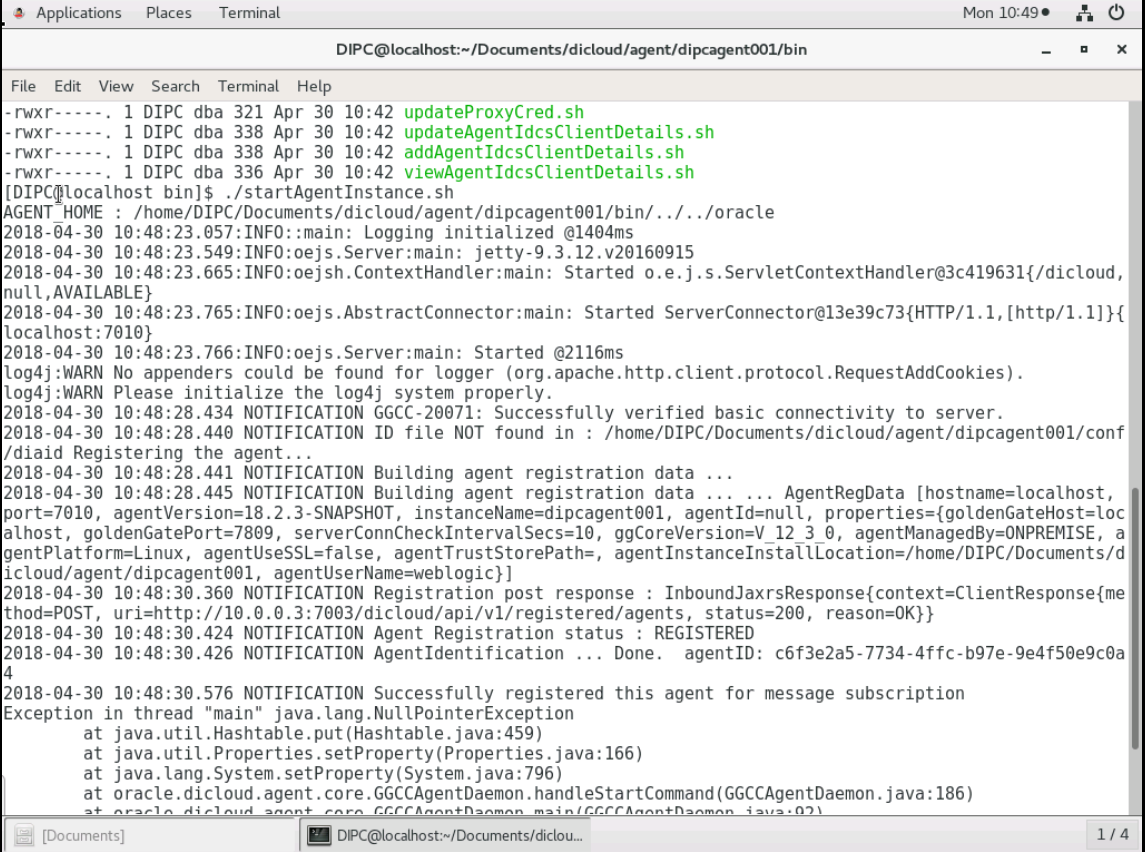 Applications Places Terminal Mon 10:49
DIPC@localhost:~/Documents/dicloud/agent/dipcagent001/bin
File Edit View Search Terminal Help
-rwxr-----. 1 DIPC dba 321 Apr 30 10:42 updateProxyCred.sh
-rwxr-----. 1 DIPC dba 338 Apr 30 10:42 updateAgentIdcsClientDetails.sh
-rwxr-----. 1 DIPC dba 338 Apr 30 10:42 addAgentIdcsClientDetails.sh
-rwxr-----. 1 DIPC dba 336 Apr 30 10:42 viewAgentIdcsClientDetails.sh
[DIPC@localhost bin]$ ./startAgentInstance.sh
AGENT_HOME : /home/DIPC/Documents/dicloud/agent/dipcagent001/bin/../../oracle
2018-04-30 10:48:23.057:INFO::main: Logging initialized @1404ms
2018-04-30 10:48:23.549:INFO:oejs.Server:main: jetty-9.3.12.v20160915
2018-04-30 10:48:23.665:INFO:oejsh.ContextHandler:main: Started o.e.j.s.ServletContextHandler@3c419631{/dicloud,
null,AVAILABLE}
2018-04-30 10:48:23.765:INFO:oejs.AbstractConnector:main: Started ServerConnector@13e39c73{HTTP/1.1,[http/1.1]}{
localhost:7010}
2018-04-30 10:48:23.766:INFO:oejs.Server:main: Started @2116ms
log4j:WARN No appenders could be found for logger (org.apache.http.client.protocol.RequestAddCookies).
log4j:WARN Please initialize the log4j system properly.
2018-04-30 10:48:28.434 NOTIFICATION GGCC-20071: Successfully verified basic connectivity to server.
2018-04-30 10:48:28.440 NOTIFICATION ID file NOT found in : /home/DIPC/Documents/dicloud/agent/dipcagent001/conf
/diaid Registering the agent...
2018-04-30 10:48:28.441 NOTIFICATION Building agent registration data ...
2018-04-30 10:48:28.445 NOTIFICATION Building agent registration data ... ... AgentRegData [hostname=localhost,
port=7010, agentVersion=18.2.3-SNAPSHOT, instanceName=dipcagent001, agentId=null, properties={goldenGateHost=loc
alhost, goldenGatePort=7809, serverConnCheckIntervalSecs=10, ggCoreVersion=V_12_3_0, agentManagedBy=ONPREMISE, a
gentPlatform=Linux, agentUseSSL=false, agentTrustStorePath=, agentInstanceInstallLocation=/home/DIPC/Documents/d
icloud/agent/dipcagent001, agentUserName=weblogic}]
2018-04-30 10:48:30.360 NOTIFICATION Registration post response : InboundJaxrsResponse{context=ClientResponse{me
thod=POST, uri=http://10.0.0.3:7003/dicloud/api/v1/registered/agents, status=200, reason=OK}}
2018-04-30 10:48:30.424 NOTIFICATION Agent Registration status : REGISTERED
2018-04-30 10:48:30.426 NOTIFICATION AgentIdentification ... Done.  agentID: c6f3e2a5-7734-4ffc-b97e-9e4f50e9c0a
4
2018-04-30 10:48:30.576 NOTIFICATION Successfully registered this agent for message subscription
Exception in thread "main" java.lang.NullPointerException
at java.util.Hashtable.put(Hashtable.java:459)
at java.util.Properties.setProperty(Properties.java:166)
at java.lang.System.setProperty(System.java:796)
at oracle.dicloud.agent.core.GGCCAgentDaemon.handleStartCommand(GGCCAgentDaemon.java:186)
at oracle.dicloud.agent.core.GGCCAgentDaemon.main(GGCCAgentDaemon.java:92)
[Documents] DIPC@localhost:~/Documents/diclou... 1 / 4